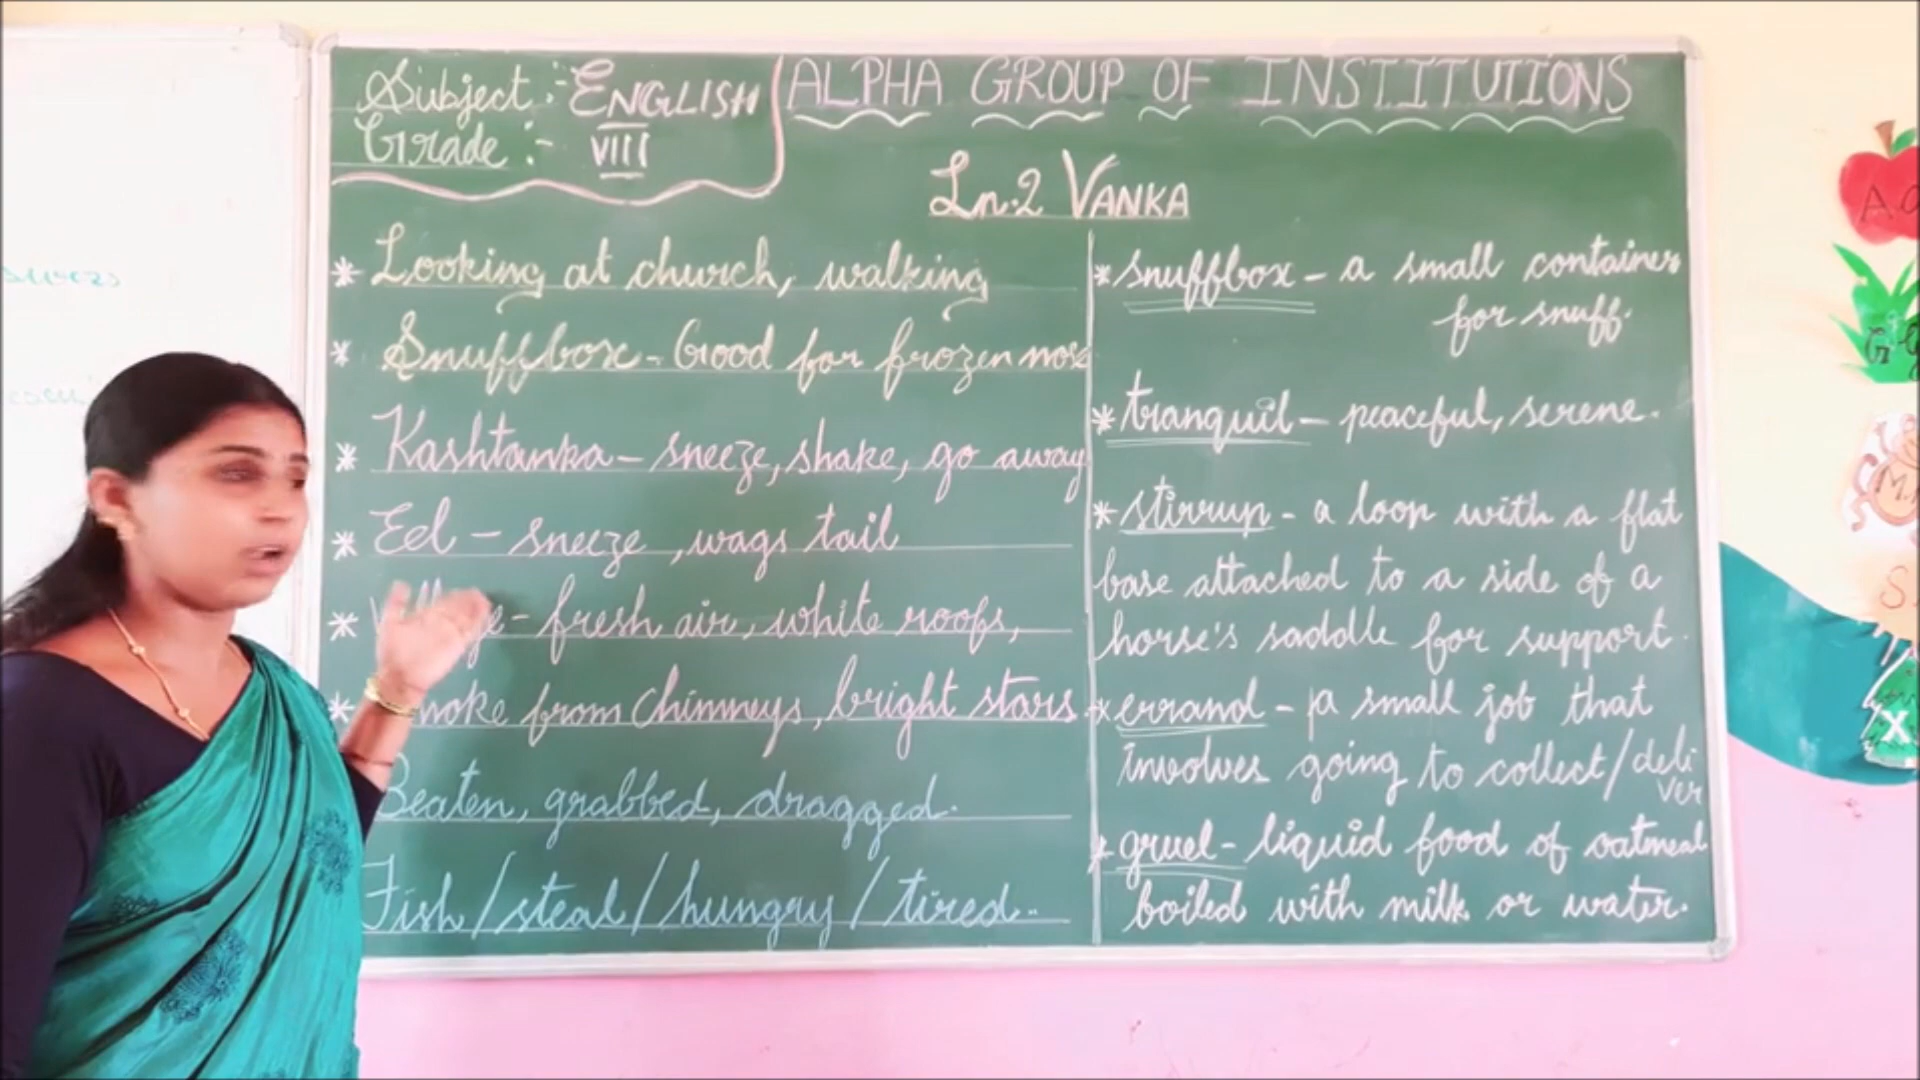 Subject :- ENGLISH
Grade :- VIII
ALPHA GROUP OF INSTITUTIONS
Ln.2 VANKA
* Looking at church, walking
* Snuffbox - Good for frozen nose
* Kashtanka - sneeze, shake, go away
* Eel - sneeze, wags tail
* - fresh air, white roofs,
* from chimneys, bright stars.
Beaten, grabbed, dragged.
Fish / steal / hungry / tired..
* snuffbox - a small container
for snuff.
* tranquil - peaceful, serene.
* stirrup - a loop with a flat
base attached to a side of a
horse's saddle for support.
* errand - a small job that
involves going to collect/deli
ver
* gruel - liquid food of oatmeal
boiled with milk or water.
X